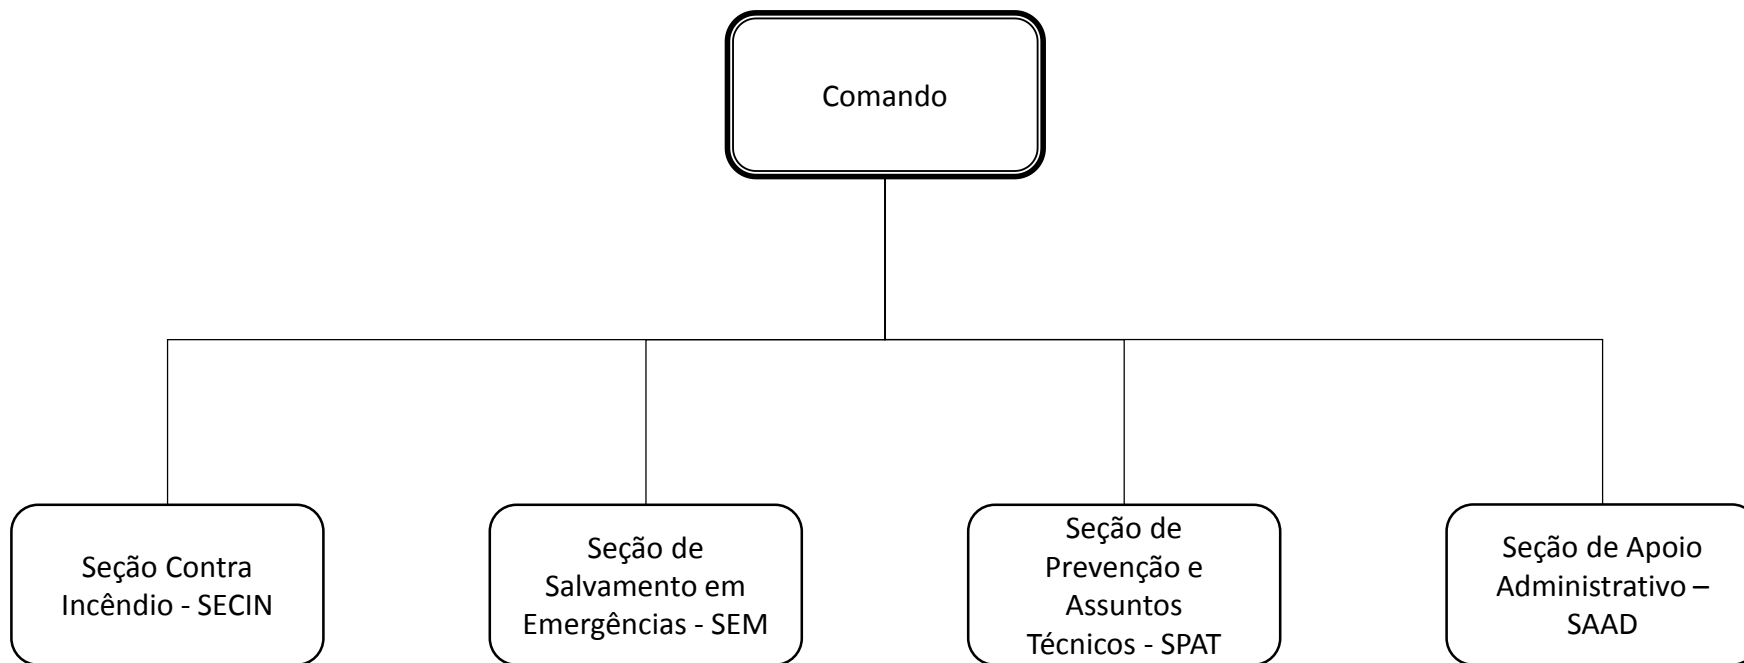 Comando
Seção Contra
Incêndio - SECIN
Seção de
Salvamento em
Emergências - SEM
Seção de
Prevenção e
Assuntos
Técnicos - SPAT
Seção de Apoio
Administrativo –
SAAD